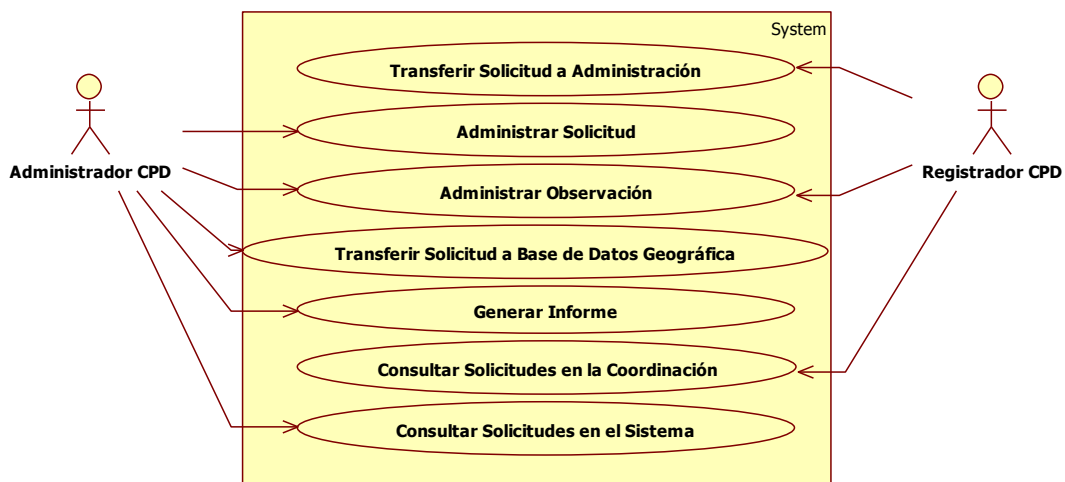 System
Transferir Solicitud a Administración
Administrar Solicitud
Administrador CPD
Registrador CPD
Administrar Observación
Transferir Solicitud a Base de Datos Geográfica
Generar Informe
Consultar Solicitudes en la Coordinación
Consultar Solicitudes en el Sistema